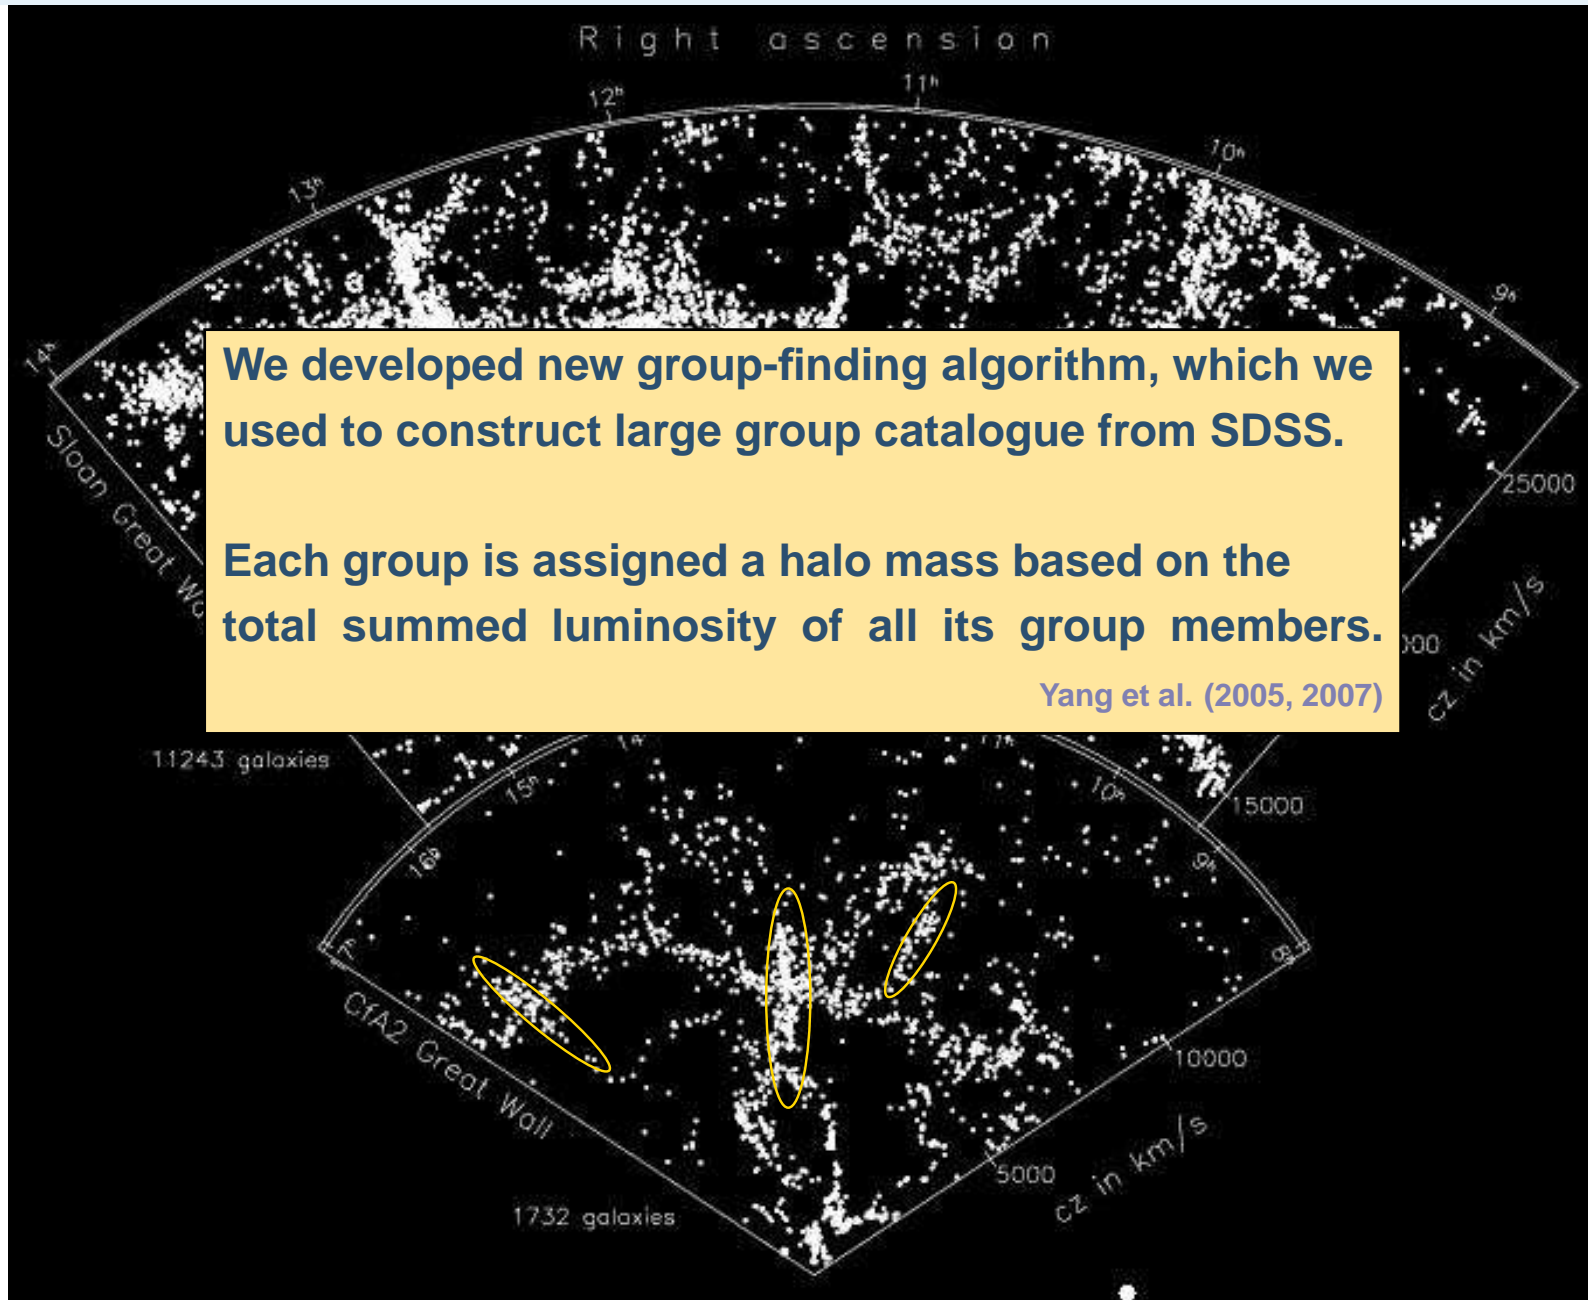 Right ascension
12ʰ
11ʰ
13ʰ
10ʰ
14ʰ
9ʰ
We developed new group-finding algorithm, which we
used to construct large group catalogue from SDSS.
Each group is assigned a halo mass based on the
total summed luminosity of all its group members.
Yang et al. (2005, 2007)
Sloan Great
25000
cz in km/s
11243 galaxies
15ʰ
10ʰ
15000
16ʰ
9ʰ
CfA2 Great Wall
10000
5000
cz in km/s
1732 galaxies